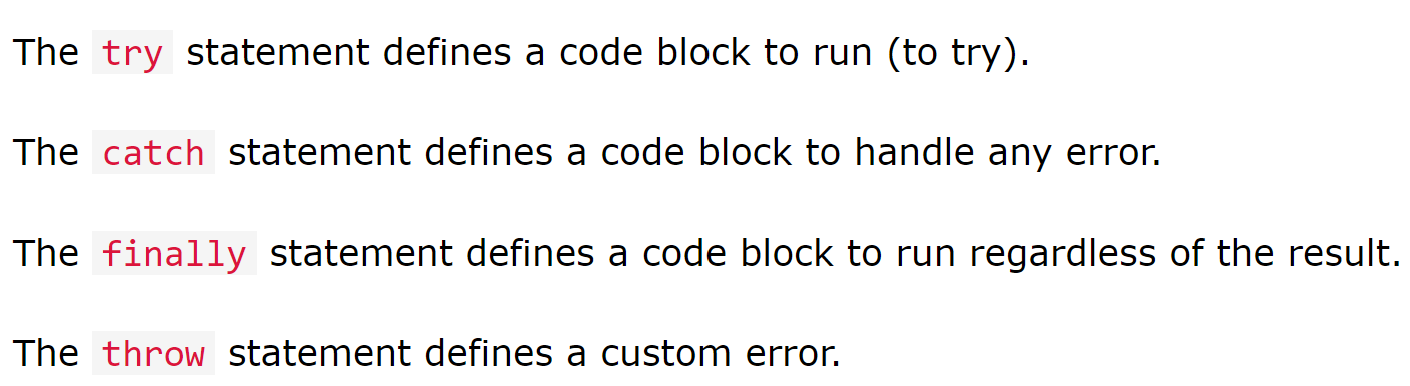 The try statement defines a code block to run (to try).
The catch statement defines a code block to handle any error.
The finally statement defines a code block to run regardless of the result.
The throw statement defines a custom error.